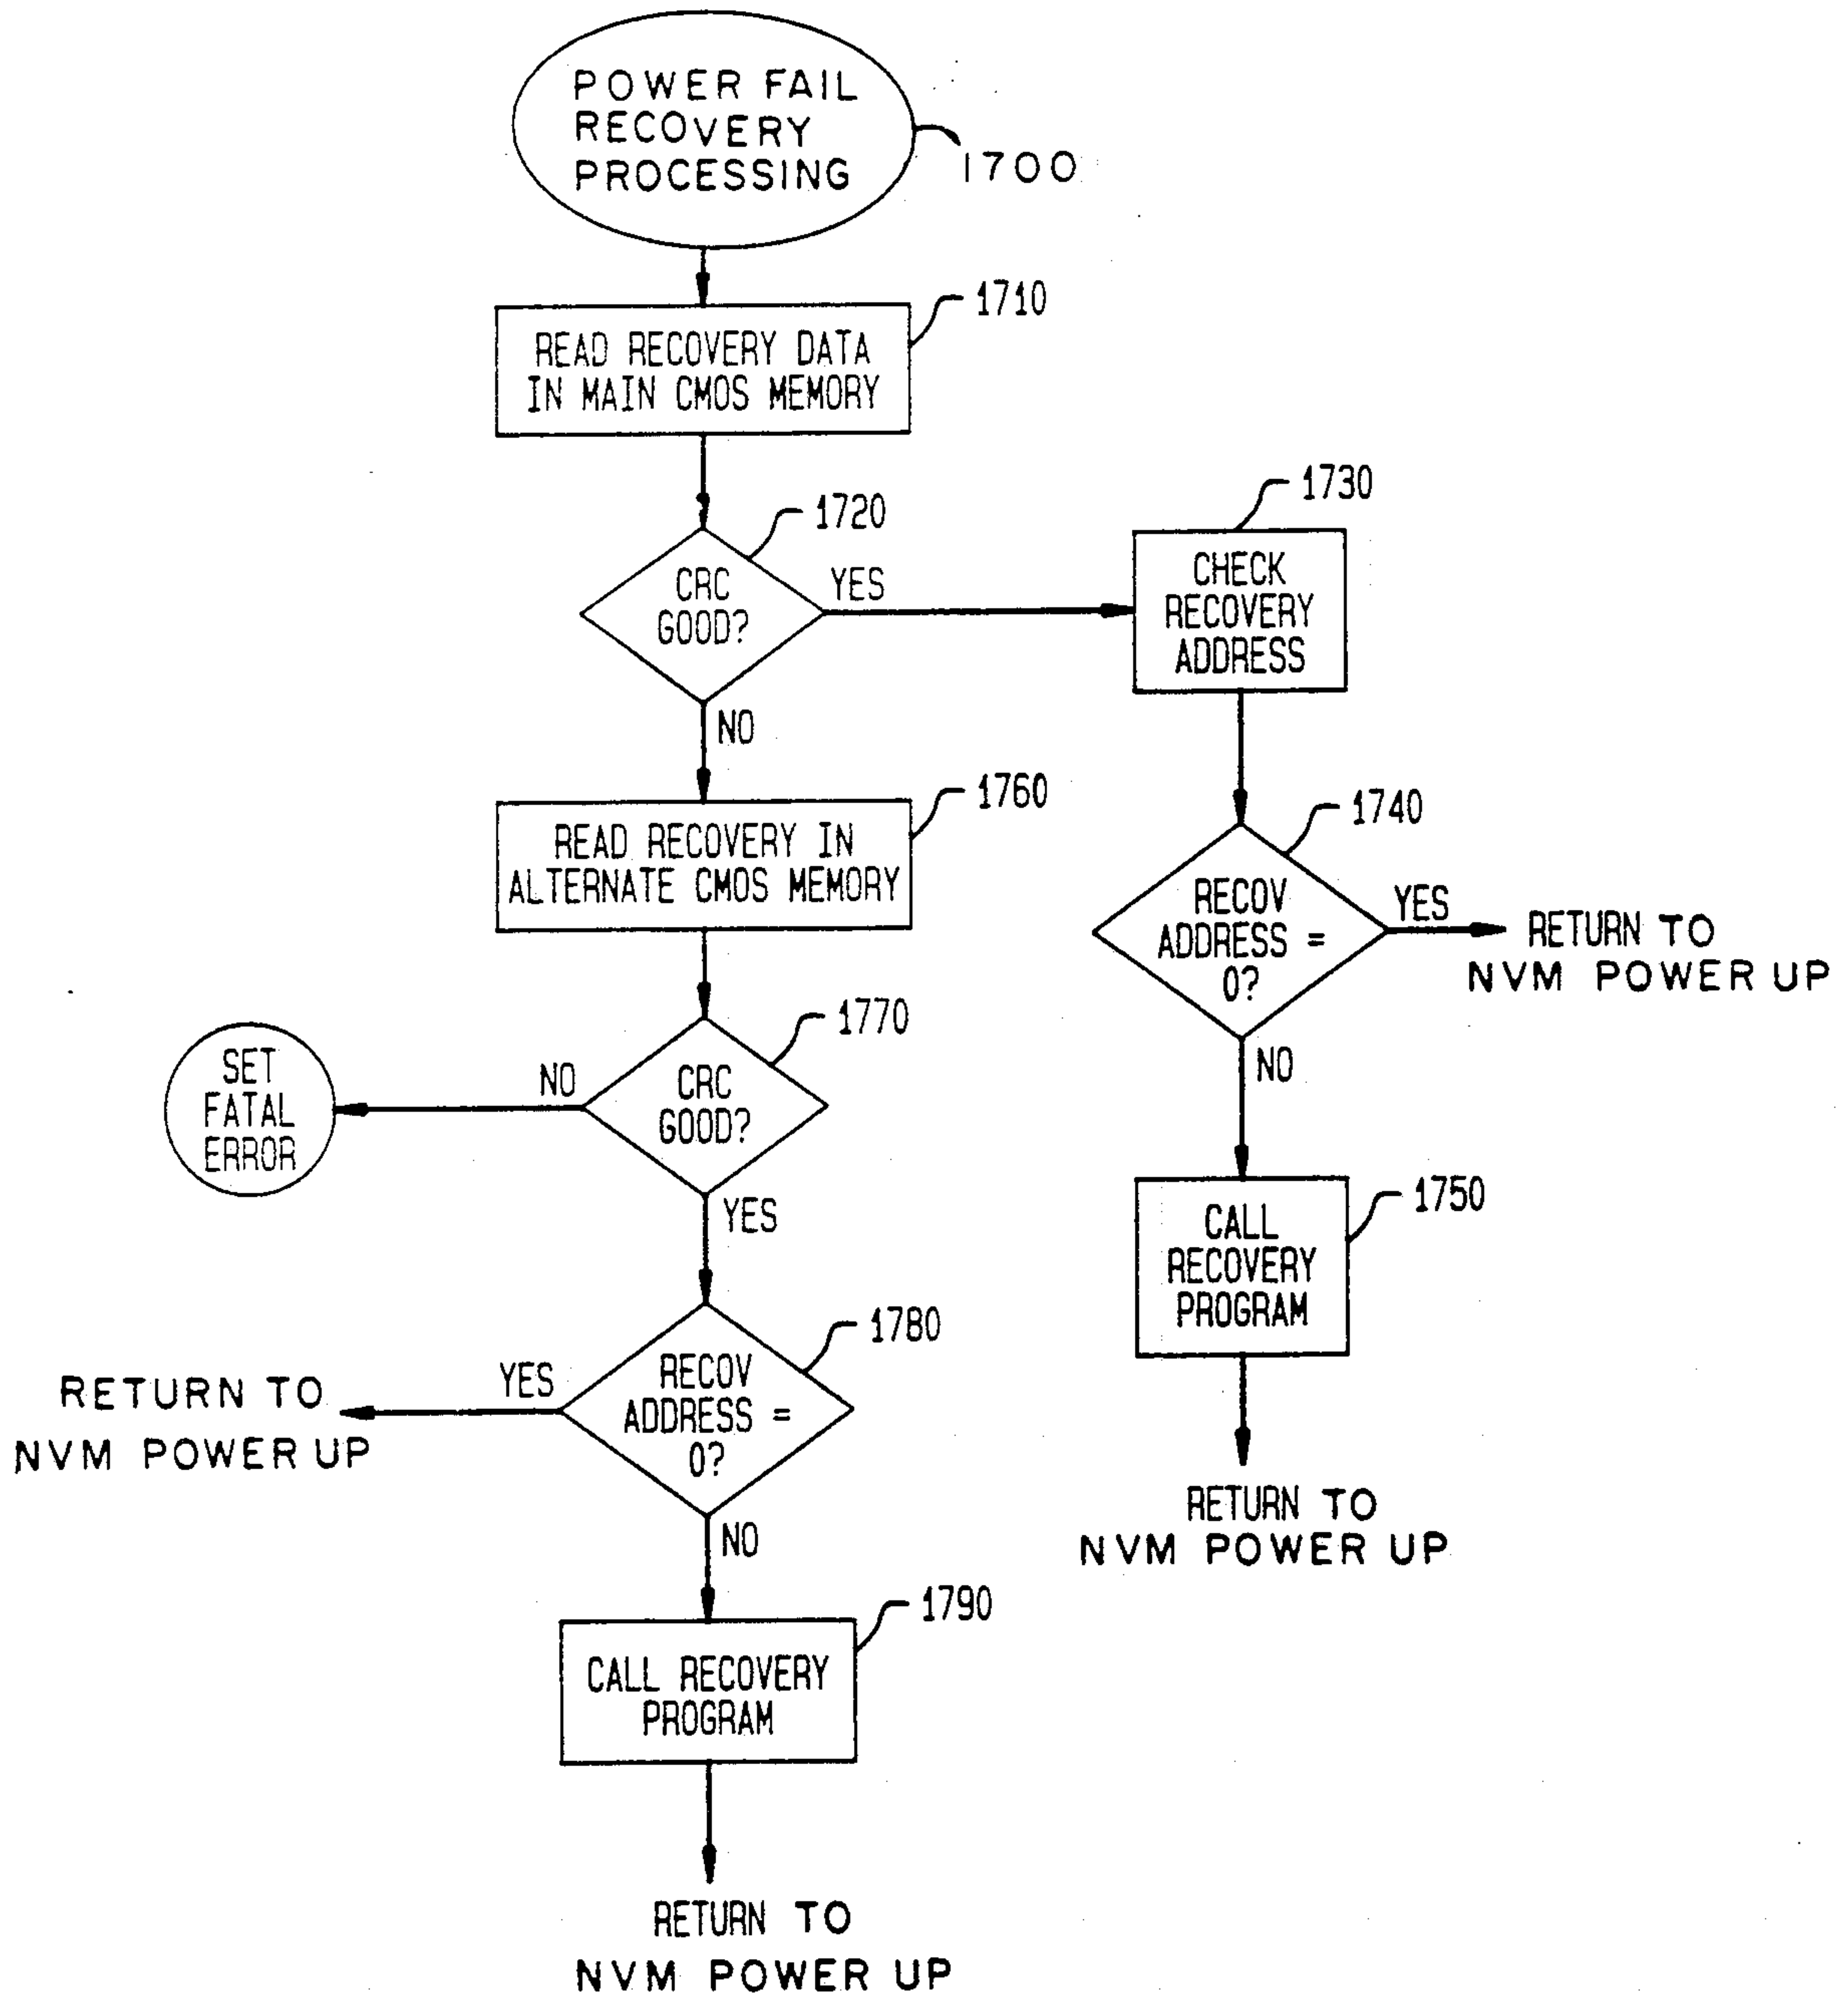 POWER FAIL
RECOVERY
PROCESSING
1700
1710
READ RECOVERY DATA
IN MAIN CMOS MEMORY
1720
CRC
GOOD?
YES
NO
1730
CHECK
RECOVERY
ADDRESS
1740
RECOV
ADDRESS =
0?
YES
RETURN TO
NVM POWER UP
NO
1750
CALL
RECOVERY
PROGRAM
RETURN TO
NVM POWER UP
1760
READ RECOVERY IN
ALTERNATE CMOS MEMORY
1770
CRC
GOOD?
NO
SET
FATAL
ERROR
YES
1780
RECOV
ADDRESS =
0?
YES
RETURN TO
NVM POWER UP
NO
1790
CALL RECOVERY
PROGRAM
RETURN TO
NVM POWER UP